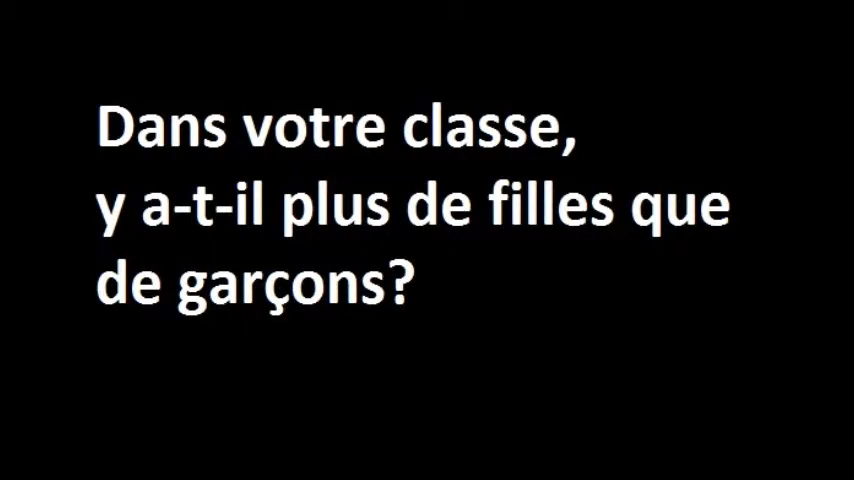 Dans votre classe,
y a-t-il plus de filles que
de garçons?